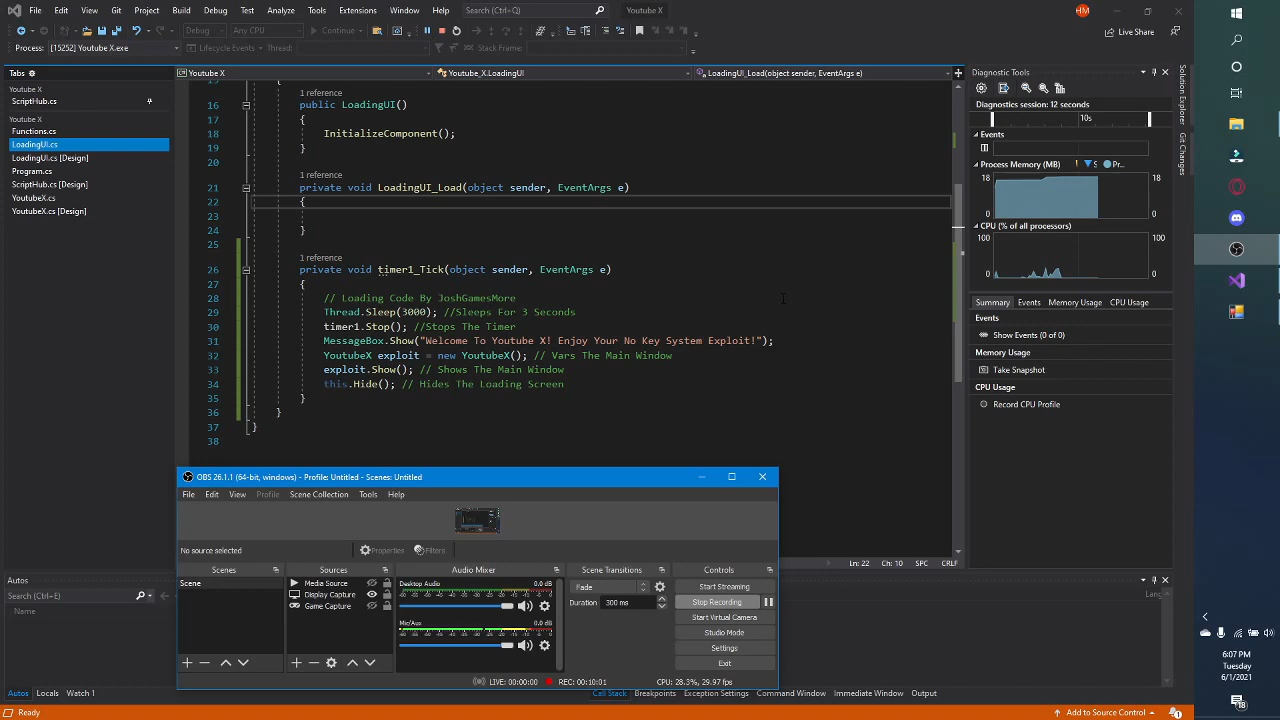 File Edit View Git Project Build Debug Test Analyze Tools Extensions Window Help Search (Ctrl+Q) Youtube X HM
Debug Any CPU Continue Live Share
Process: [15252] Youtube X.exe Lifecycle Events Thread: Stack Frame:
Tabs
Youtube X
ScriptHub.cs
Youtube X
Functions.cs
LoadingUI.cs
LoadingUI.cs [Design]
Program.cs
ScriptHub.cs [Design]
YoutubeX.cs
YoutubeX.cs [Design]
Youtube X Youtube_X.LoadingUI LoadingUI_Load(object sender, EventArgs e)
15 {
1 reference
16 public LoadingUI()
17 {
18 InitializeComponent();
19 }
20
1 reference
21 private void LoadingUI_Load(object sender, EventArgs e)
22 {
23
24 }
25
1 reference
26 private void timer1_Tick(object sender, EventArgs e)
27 {
28 // Loading Code By JoshGamesMore
29 Thread.Sleep(3000); //Sleeps For 3 Seconds
30 timer1.Stop(); //Stops The Timer
31 MessageBox.Show("Welcome To Youtube X! Enjoy Your No Key System Exploit!");
32 YoutubeX exploit = new YoutubeX(); // Vars The Main Window
33 exploit.Show(); // Shows The Main Window
34 this.Hide(); // Hides The Loading Screen
35 }
36 }
37 }
38
Ln: 22 Ch: 10 SPC CRLF
Diagnostic Tools
Diagnostics session: 12 seconds
10s
Events
Process Memory (MB) S Pr...
18 18
0 0
CPU (% of all processors)
100 100
0 0
Summary Events Memory Usage CPU Usage
Events
Show Events (0 of 0)
Memory Usage
Take Snapshot
CPU Usage
Record CPU Profile
Solution Explorer
Git Changes
OBS 26.1.1 (64-bit, windows) - Profile: Untitled - Scenes: Untitled
File Edit View Profile Scene Collection Tools Help
No source selected Properties Filters
Scenes Sources Audio Mixer Scene Transitions Controls
Scene
Media Source
Display Capture
Game Capture
Desktop Audio 0.0 dB
Mic/Aux 0.0 dB
Fade
Duration 300 ms
Start Streaming
Stop Recording
Start Virtual Camera
Studio Mode
Settings
Exit
LIVE: 00:00:00 REC: 00:10:01 CPU: 28.3%, 29.97 fps
Autos
Search (Ctrl+E)
Name
Lang
Autos Locals Watch 1
Call Stack Breakpoints Exception Settings Command Window Immediate Window Output
Ready Add to Source Control
6:07 PM
Tuesday
6/1/2021
18